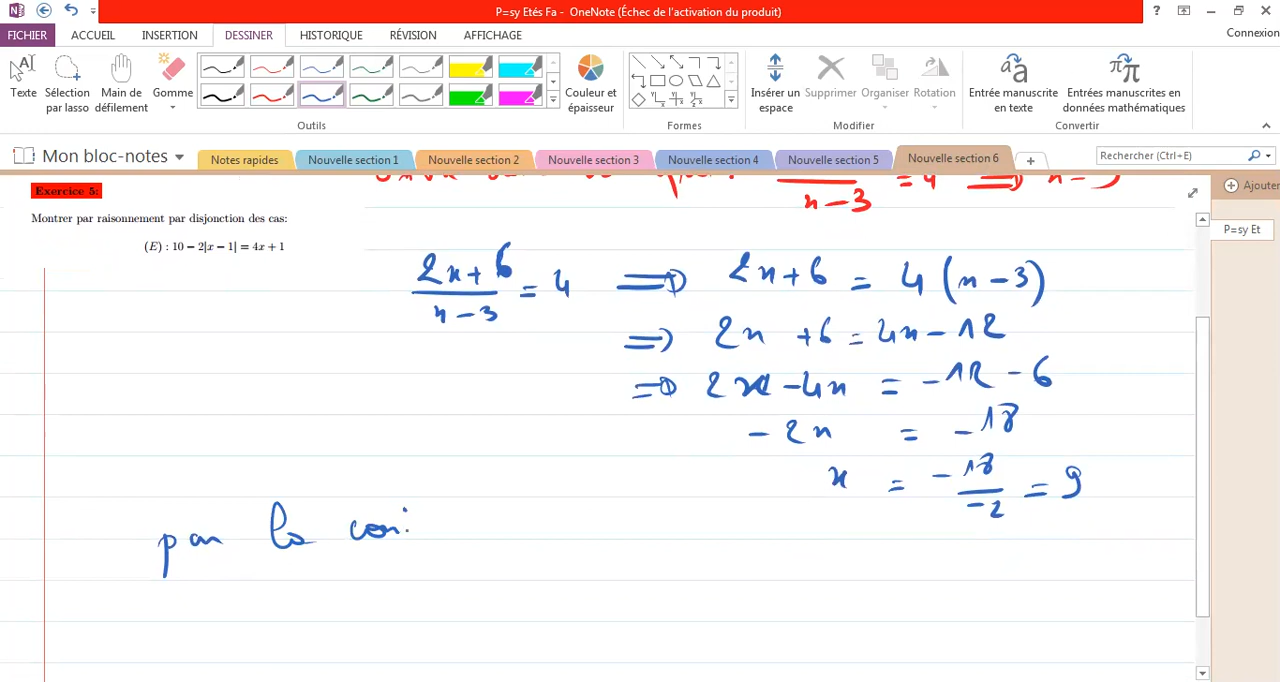 P=sy Etés Fa - OneNote (Échec de l'activation du produit)
FICHIER ACCUEIL INSERTION DESSINER HISTORIQUE RÉVISION AFFICHAGE
Connexion
Texte
Sélection par lasso
Main de défilement
Gomme
Couleur et épaisseur
Insérer un espace
Supprimer
Organiser
Rotation
Entrée manuscrite en texte
Entrées manuscrites en données mathématiques
Outils Formes Modifier Convertir
Mon bloc-notes
Notes rapides Nouvelle section 1 Nouvelle section 2 Nouvelle section 3 Nouvelle section 4 Nouvelle section 5 Nouvelle section 6
Rechercher (Ctrl+E)
Ajouter
P=sy Et
Exercice 5:
Montrer par raisonnement par disjonction des cas:
(E) : 10 − 2|x − 1| = 4x + 1
n − 3 = 4 ⟹
(2x + 6)/(x − 3) = 4 ⟹ 2x + 6 = 4 (x − 3)
⟹ 2x + 6 = 4x − 12
⟹ 2x − 4x = −12 − 6
− 2x = − 18
x = −18/−2 = 9
par la